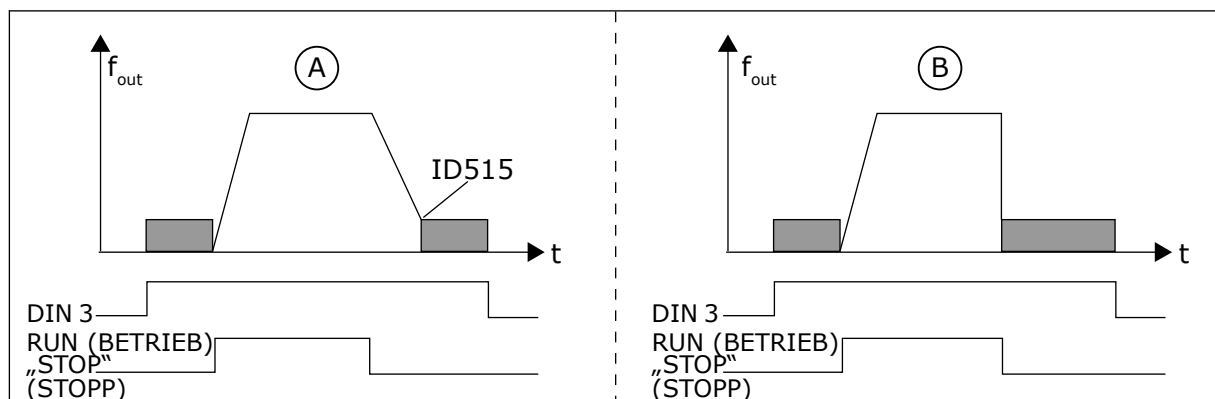 f out
A
ID515
t
DIN 3
RUN (BETRIEB)
„STOP“
(STOPP)
f out
B
t
DIN 3
RUN (BETRIEB)
„STOP“
(STOPP)